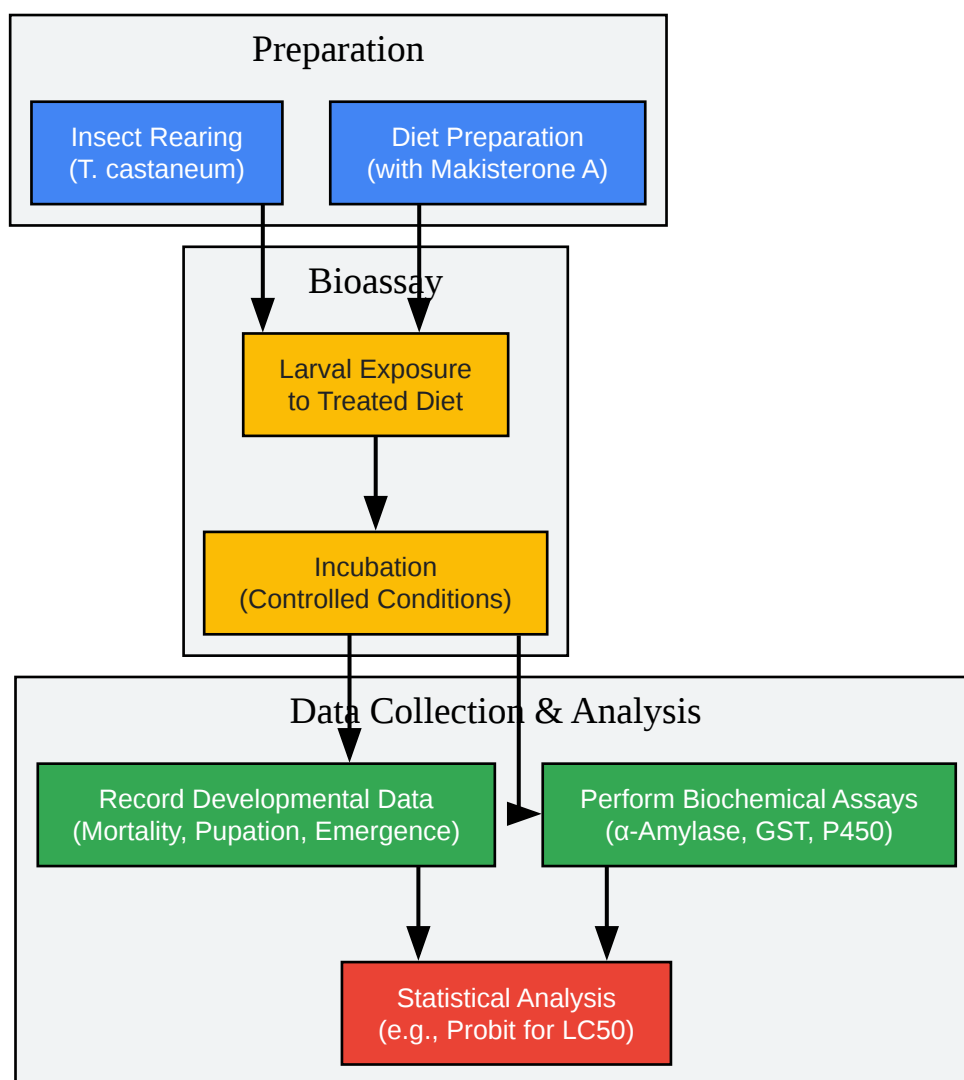 Preparation
Insect Rearing
(T. castaneum)
Diet Preparation
(with Makisterone A)
Bioassay
Larval Exposure
to Treated Diet
Incubation
(Controlled Conditions)
Data Collection & Analysis
Record Developmental Data
(Mortality, Pupation, Emergence)
Perform Biochemical Assays
(α-Amylase, GST, P450)
Statistical Analysis
(e.g., Probit for LC50)